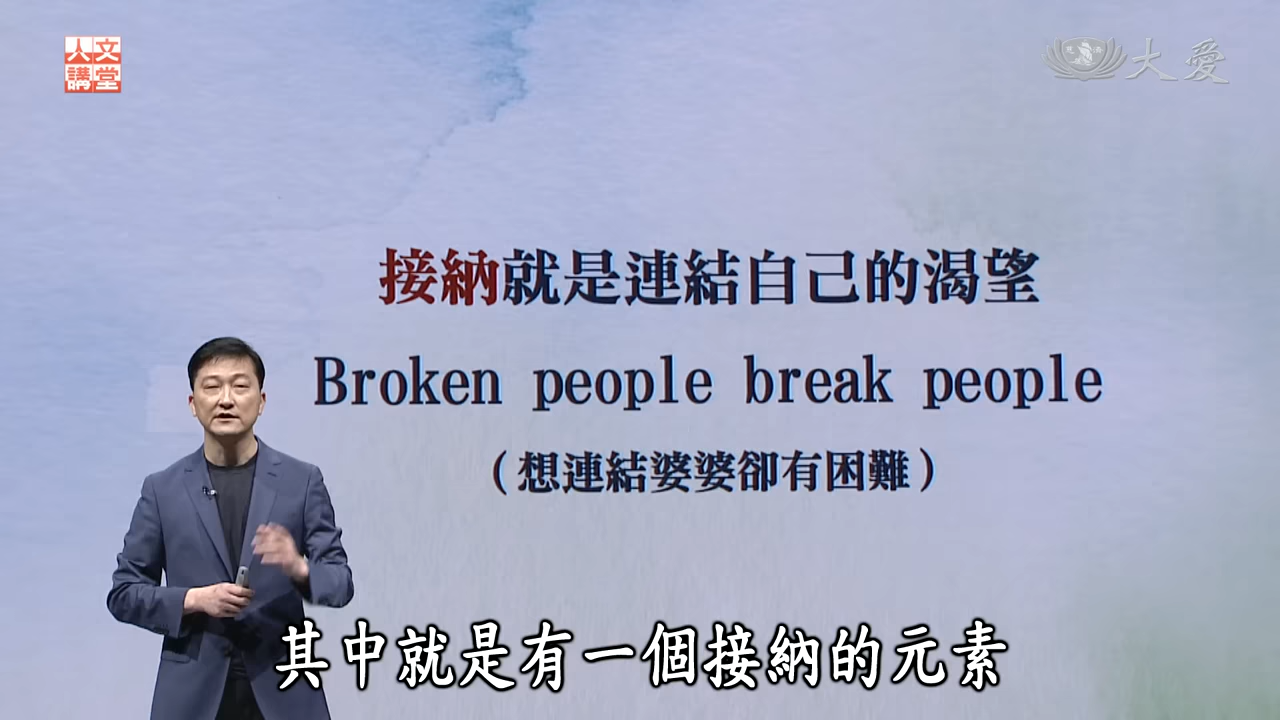 人文
講堂
大愛
接納就是連結自己的渴望
Broken people break people
（想連結婆婆卻有困難）
其中就是有一個接納的元素